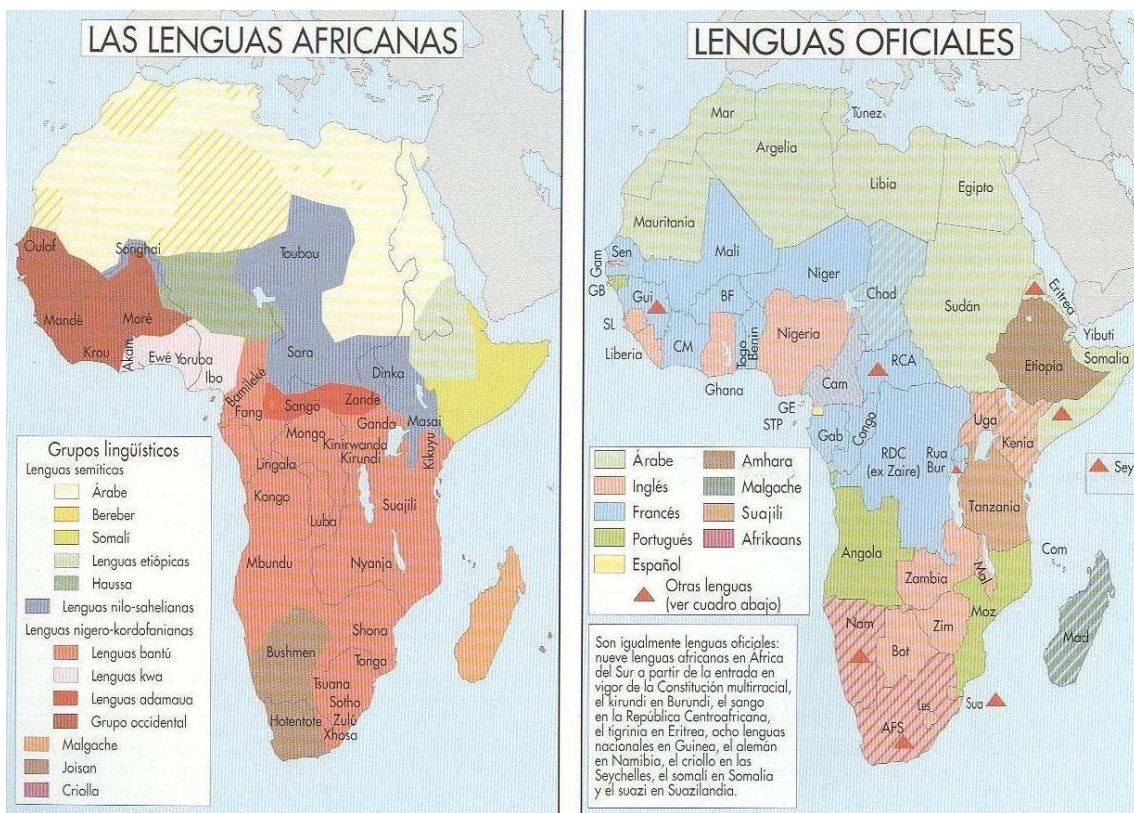 LAS LENGUAS AFRICANAS
Oulof
Songhai
Toubou
Mandé
Moré
Krou
Akan
Ewé Yoruba
Ibo
Sara
Dinka
Bamileké
Fang
Sango
Zandé
Masai
Ganda
Mongo
Kinirwanda
Kirundi
Kikuyu
Lingala
Kongo
Suajili
Luba
Mbundu
Nyanja
Shona
Bushmen
Tonga
Tsuana
Sotho
Hotentote
Zulú
Xhosa
Grupos lingüísticos
Lenguas semíticas
Árabe
Bereber
Somalí
Lenguas etiópicas
Haussa
Lenguas nilo-sahelianas
Lenguas nigero-kordofanianas
Lenguas bantú
Lenguas kwa
Lenguas adamaua
Grupo occidental
Malgache
Joisan
Criolla
LENGUAS OFICIALES
Mar
Túnez
Argelia
Libia
Egipto
Mauritania
Malí
Níger
Gam
Sen
Chad
Sudán
Eritrea
GB
Gui
BF
Yibuti
SL
Nigeria
Somalia
Liberia
CM
Togo
Benin
RCA
Etiopía
Ghana
Cam
GE
STP
Uga
Kenia
Gab
Congo
RDC
(ex Zaire)
Rua
Bur
Sey
Tanzania
Angola
Com
Zambia
Mal
Moz
Mad
Nam
Zim
Bot
Sua
Les
AFS
Árabe
Inglés
Francés
Portugués
Español
Amhara
Malgache
Suajili
Afrikaans
Otras lenguas
(ver cuadro abajo)
Son igualmente lenguas oficiales:
nueve lenguas africanas en África
del Sur a partir de la entrada en
vigor de la Constitución multirracial,
el kirundi en Burundi, el sango
en la República Centroafricana,
el tigrinia en Eritrea, ocho lenguas
nacionales en Guinea, el alemán
en Namibia, el criollo en las
Seychelles, el somalí en Somalia
y el suazi en Suazilandia.